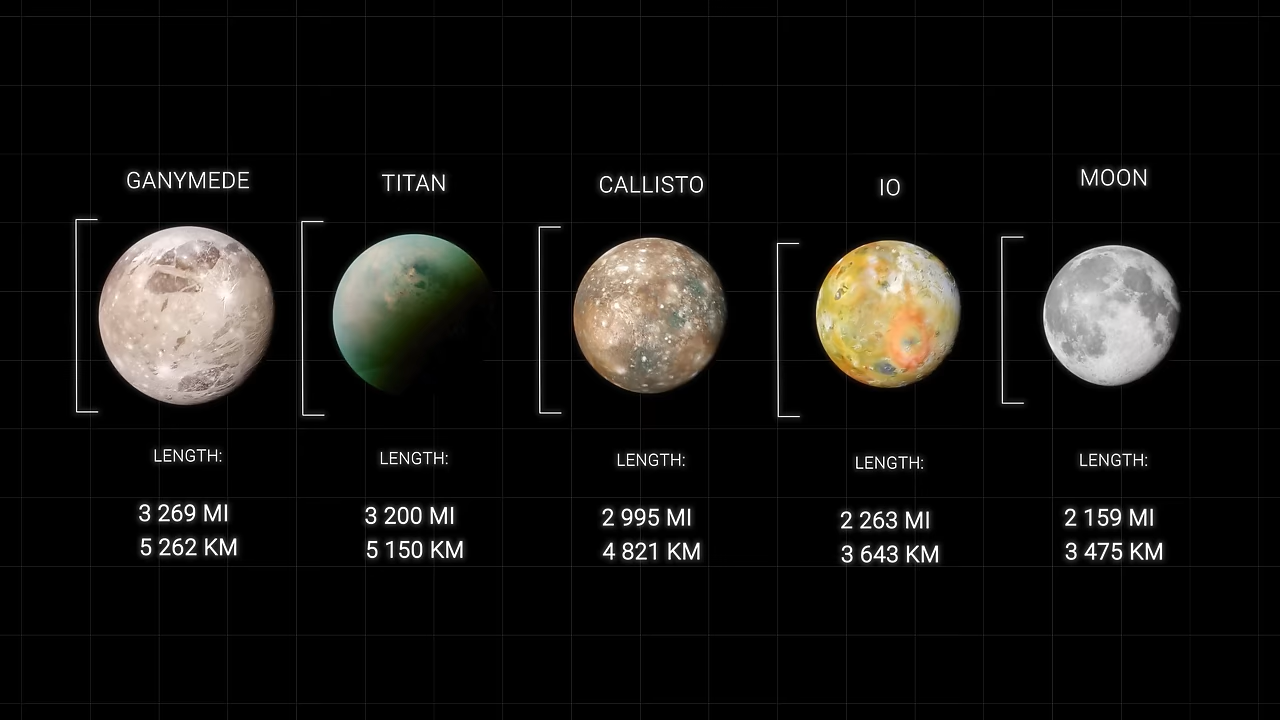 GANYMEDE
LENGTH:
3 269 MI
5 262 KM
TITAN
LENGTH:
3 200 MI
5 150 KM
CALLISTO
LENGTH:
2 995 MI
4 821 KM
IO
LENGTH:
2 263 MI
3 643 KM
MOON
LENGTH:
2 159 MI
3 475 KM